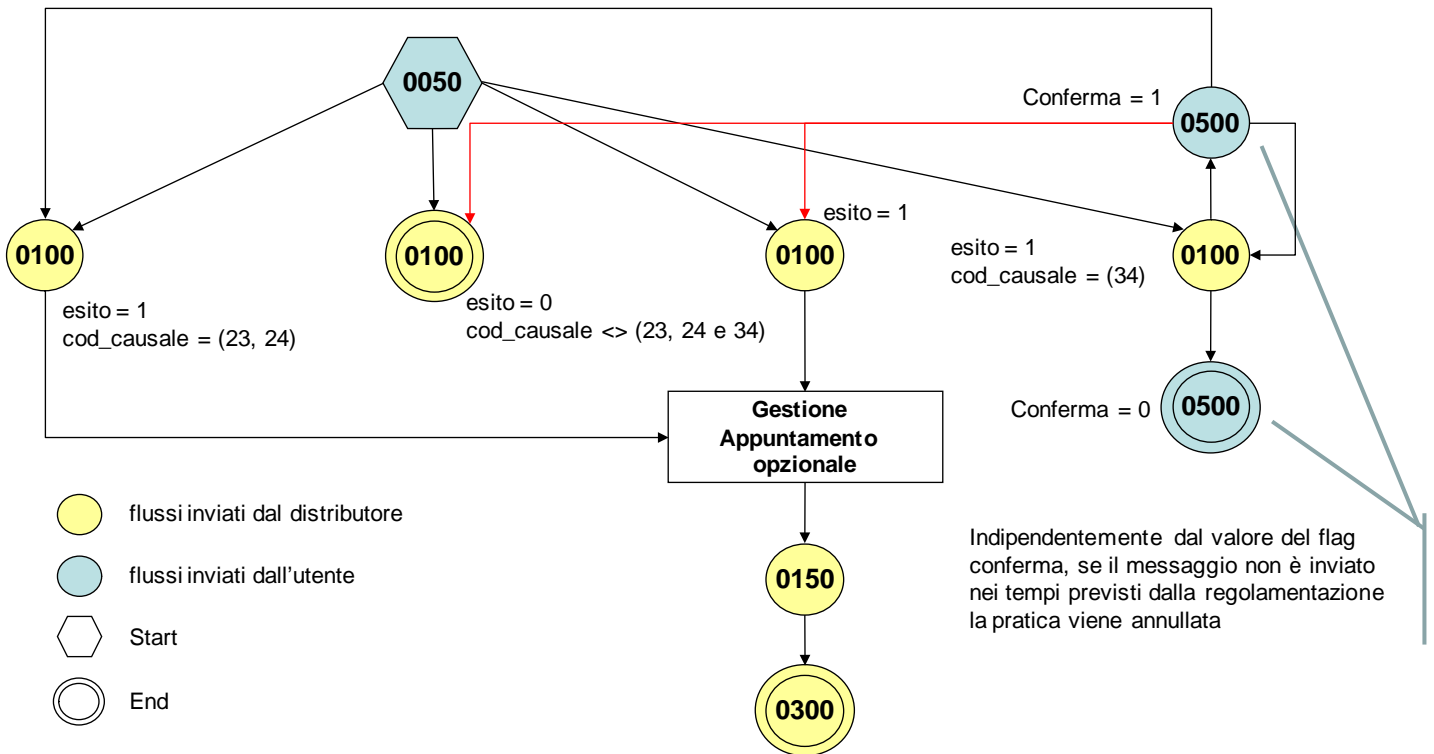 0050
Conferma = 1
0500
esito = 1
0100
0100
0100
0100
esito = 1
cod_causale = (34)
esito = 1
cod_causale = (23, 24)
esito = 0
cod_causale <> (23, 24 e 34)
Gestione
Appuntamento
opzionale
Conferma = 0
0500
flussi inviati dal distributore
flussi inviati dall'utente
Start
End
0150
0300
Indipendentemente dal valore del flag
conferma, se il messaggio non è inviato
nei tempi previsti dalla regolamentazione
la pratica viene annullata